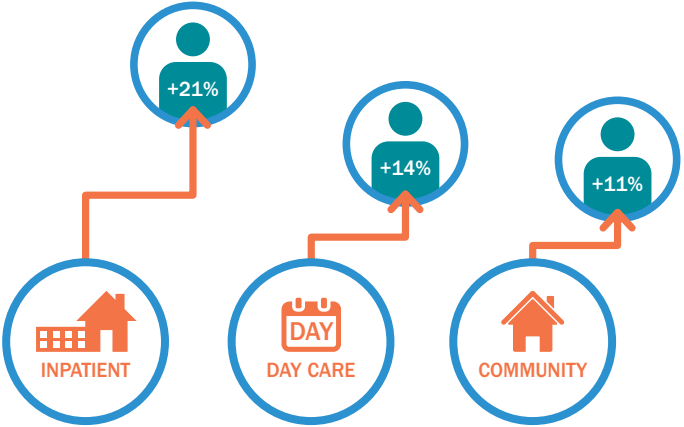 +21%
+14%
+11%
DAY
INPATIENT
DAY CARE
COMMUNITY